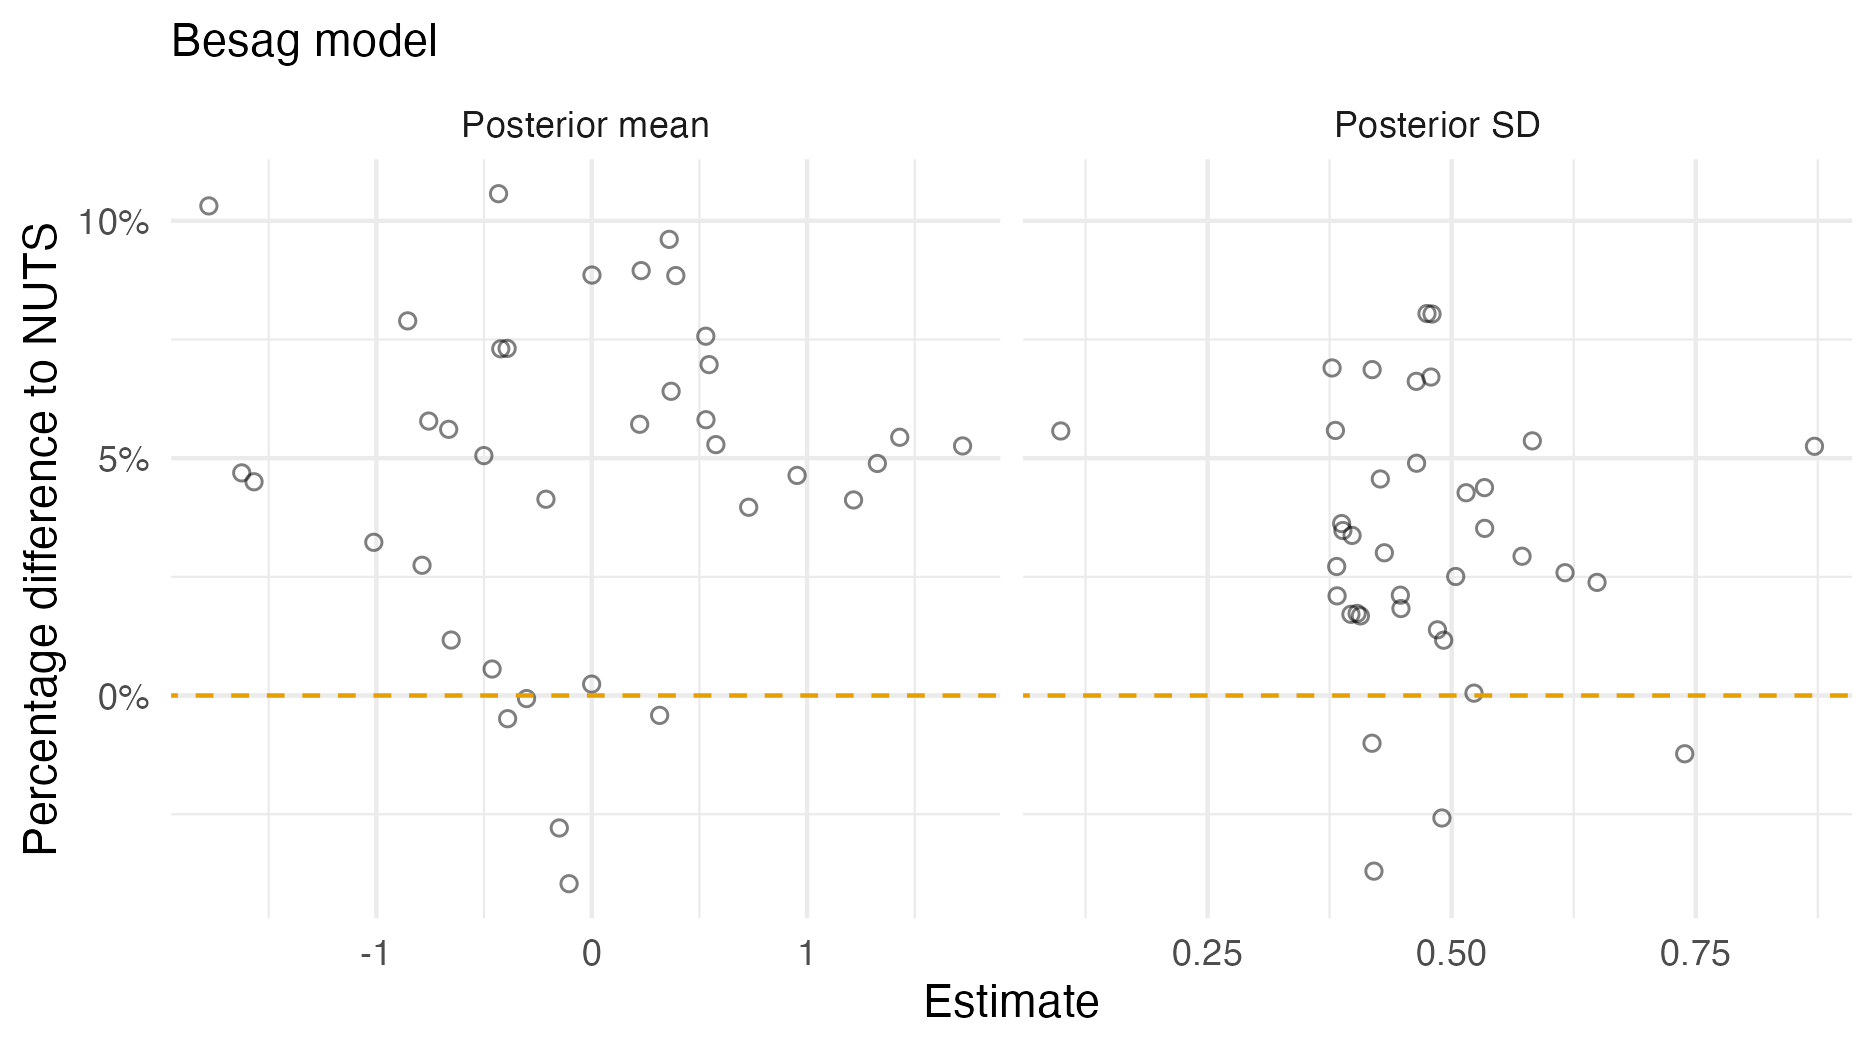 Besag model
Posterior mean
Posterior SD
Percentage difference to NUTS
10%
5%
0%
-1
0
1
0.25
0.50
0.75
Estimate